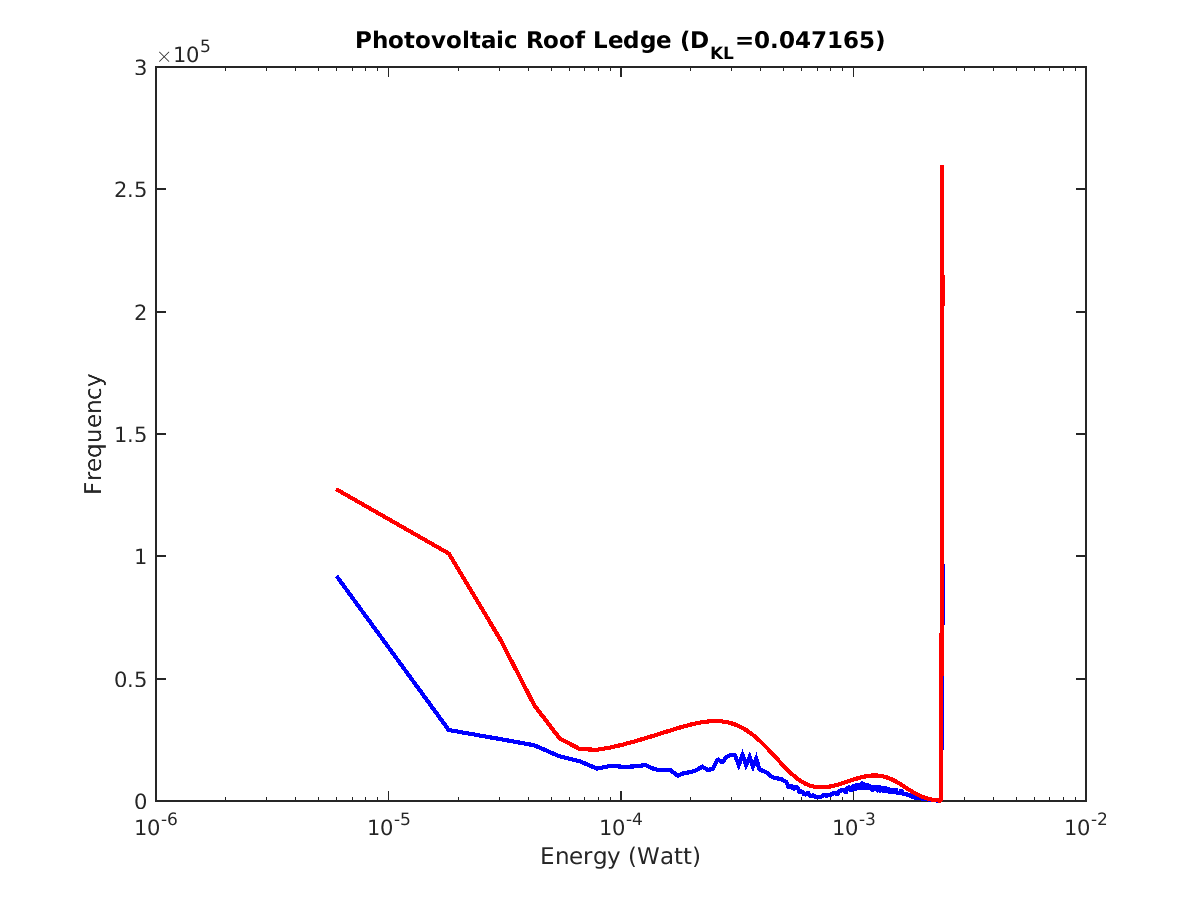 Photovoltaic Roof Ledge (D_KL=0.047165)
×10^5
3
2.5
2
1.5
1
0.5
0
Frequency
10^-6 10^-5 10^-4 10^-3 10^-2
Energy (Watt)